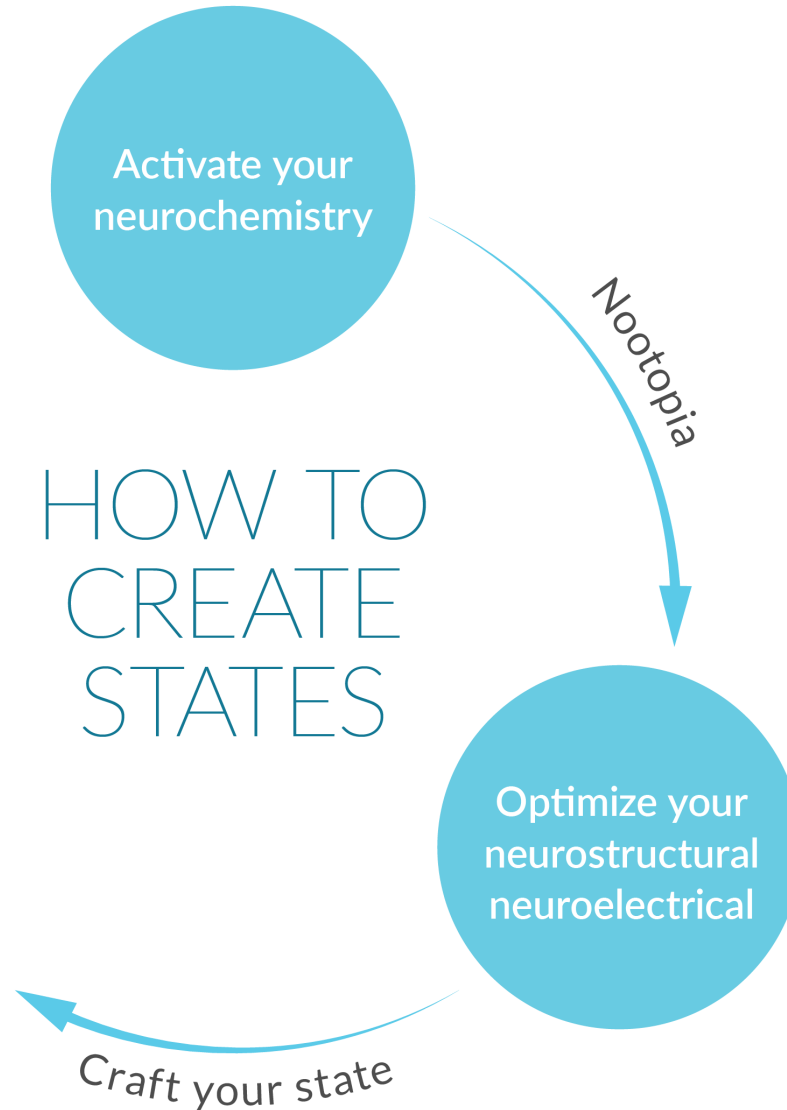 Activate your
neurochemistry
Nootopia
HOW TO
CREATE
STATES
Optimize your
neurostructural
neuroelectrical
Craft your state